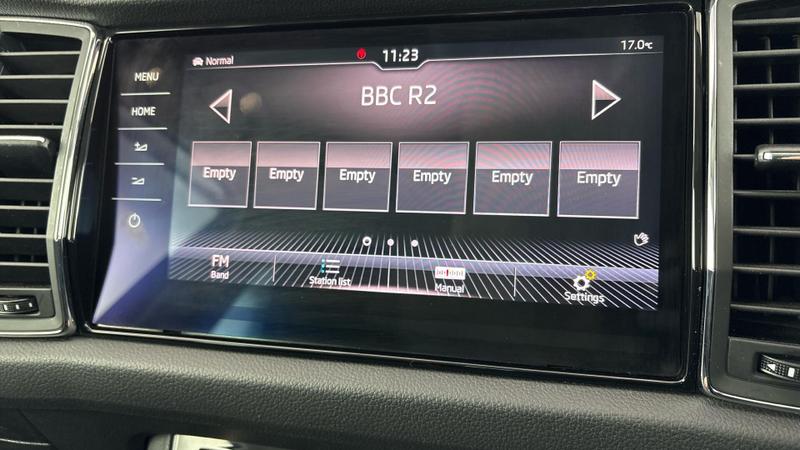 Normal
11:23
17.0℃
MENU
HOME
BBC R2
Empty Empty Empty Empty Empty Empty
FM
Band
Station list
Manual
Settings